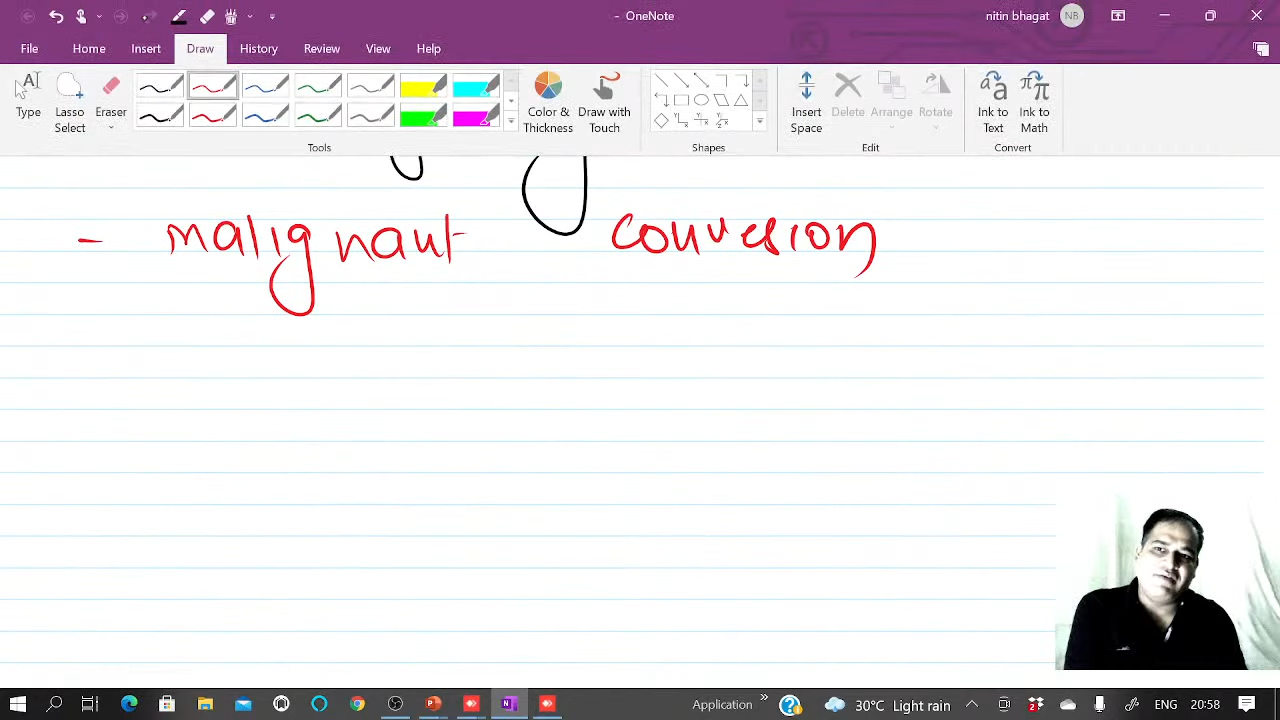 - OneNote
nitin bhagat NB
File Home Insert Draw History Review View Help
Type
Lasso Select
Eraser
Color & Thickness
Draw with Touch
Insert Space
Delete
Arrange
Rotate
Ink to Text
Ink to Math
Tools Shapes Edit Convert
- malignant convesion
Application » 30°C Light rain ENG 20:58